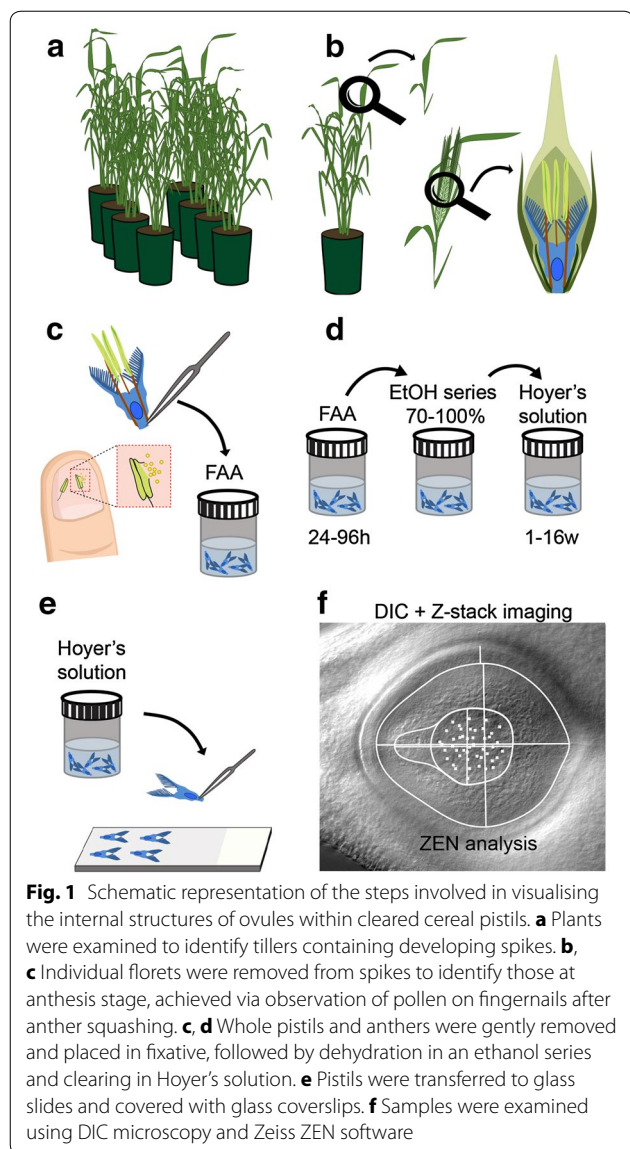 a
b
c
FAA
d
FAA
EtOH series
70-100%
Hoyer's
solution
24-96h
1-16w
e
Hoyer's
solution
f
DIC + Z-stack imaging
ZEN analysis
Fig. 1 Schematic representation of the steps involved in visualising
the internal structures of ovules within cleared cereal pistils. a Plants
were examined to identify tillers containing developing spikes. b,
c Individual florets were removed from spikes to identify those at
anthesis stage, achieved via observation of pollen on fingernails after
anther squashing. c, d Whole pistils and anthers were gently removed
and placed in fixative, followed by dehydration in an ethanol series
and clearing in Hoyer's solution. e Pistils were transferred to glass
slides and covered with glass coverslips. f Samples were examined
using DIC microscopy and Zeiss ZEN software